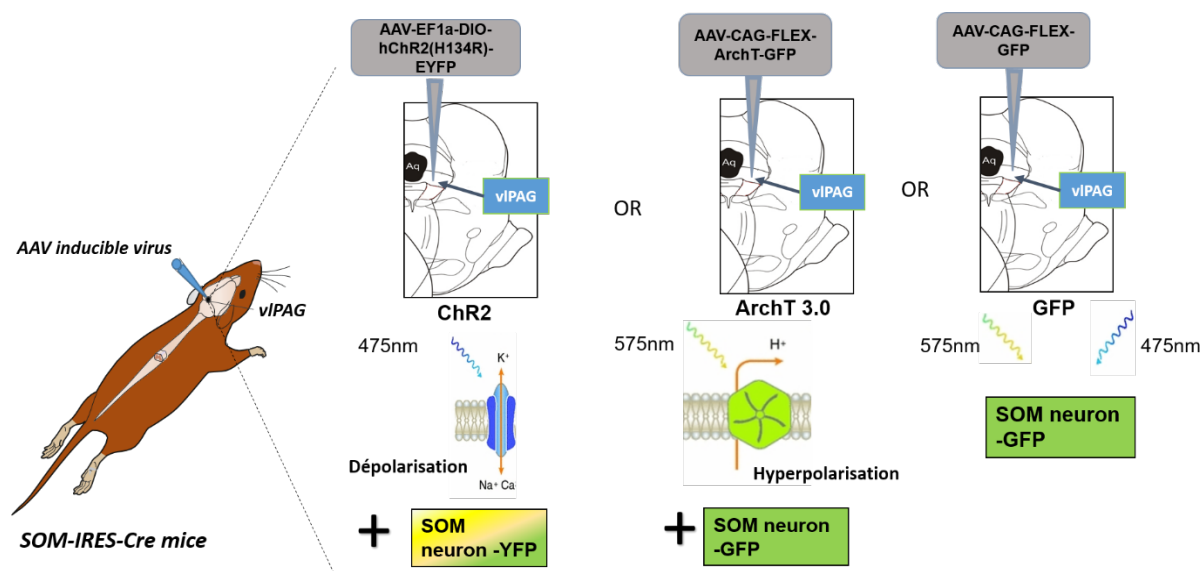 AAV-EF1a-DIO-
hChR2(H134R)-
EYFP
AAV-CAG-FLEX-
ArchT-GFP
AAV-CAG-FLEX-
GFP
Aq
vlPAG
OR
Aq
vlPAG
OR
Aq
vlPAG
AAV inducible virus
vlPAG
SOM-IRES-Cre mice
ChR2
475nm
K+
Dépolarisation
Na+ Ca
+
SOM
neuron -YFP
ArchT 3.0
575nm
H+
Hyperpolarisation
+
SOM neuron
-GFP
GFP
575nm
475nm
SOM neuron
-GFP